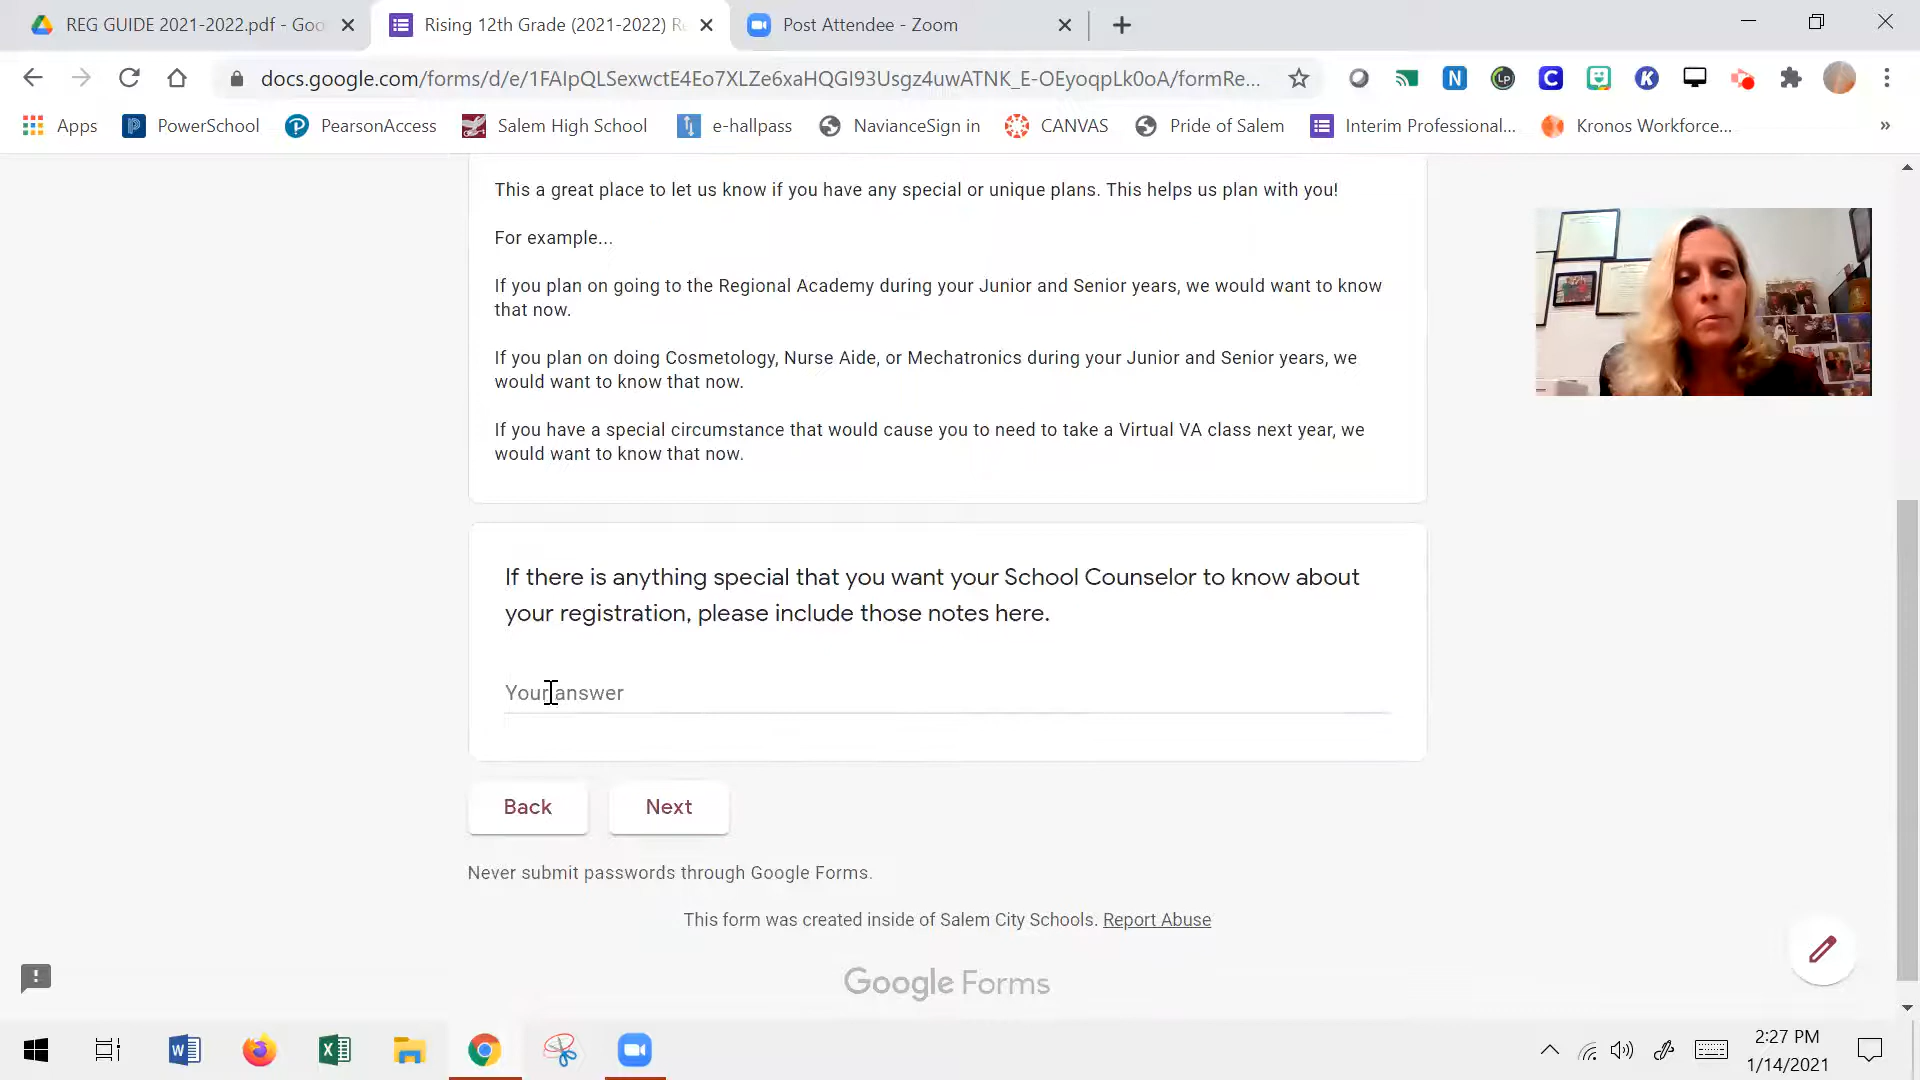 REG GUIDE 2021-2022.pdf - Goo
Rising 12th Grade (2021-2022) Re
Post Attendee - Zoom
docs.google.com/forms/d/e/1FAIpQLSexwctE4Eo7XLZe6xaHQGI93Usgz4uwATNK_E-OEyoqpLk0oA/formRe...
Apps
PowerSchool
PearsonAccess
Salem High School
e-hallpass
NavianceSign in
CANVAS
Pride of Salem
Interim Professional...
Kronos Workforce...
This a great place to let us know if you have any special or unique plans. This helps us plan with you!
For example...
If you plan on going to the Regional Academy during your Junior and Senior years, we would want to know
that now.
If you plan on doing Cosmetology, Nurse Aide, or Mechatronics during your Junior and Senior years, we
would want to know that now.
If you have a special circumstance that would cause you to need to take a Virtual VA class next year, we
would want to know that now.
If there is anything special that you want your School Counselor to know about
your registration, please include those notes here.
Your answer
Back
Next
Never submit passwords through Google Forms.
This form was created inside of Salem City Schools. Report Abuse
Google Forms
2:27 PM
1/14/2021